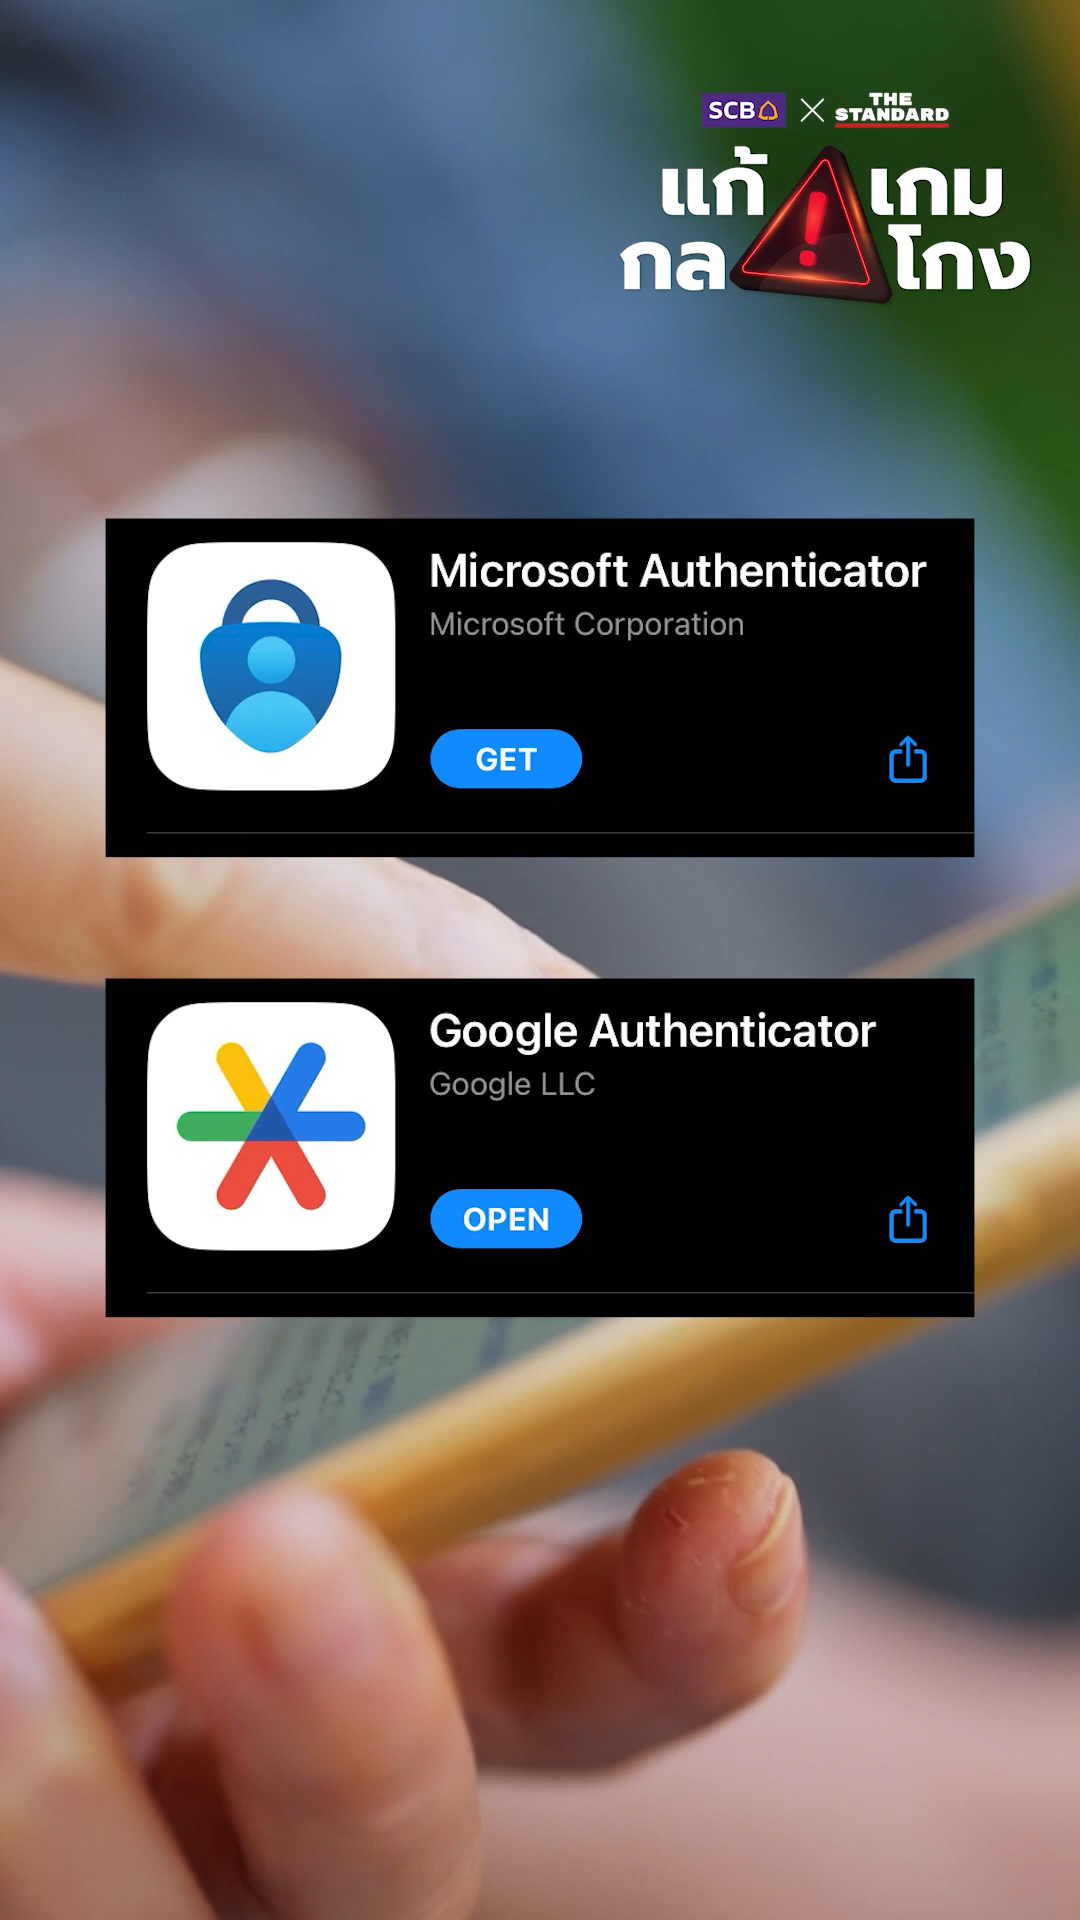 SCB × THE STANDARD
แก้เกม
กลโกง
Microsoft Authenticator
Microsoft Corporation
GET
Google Authenticator
Google LLC
OPEN